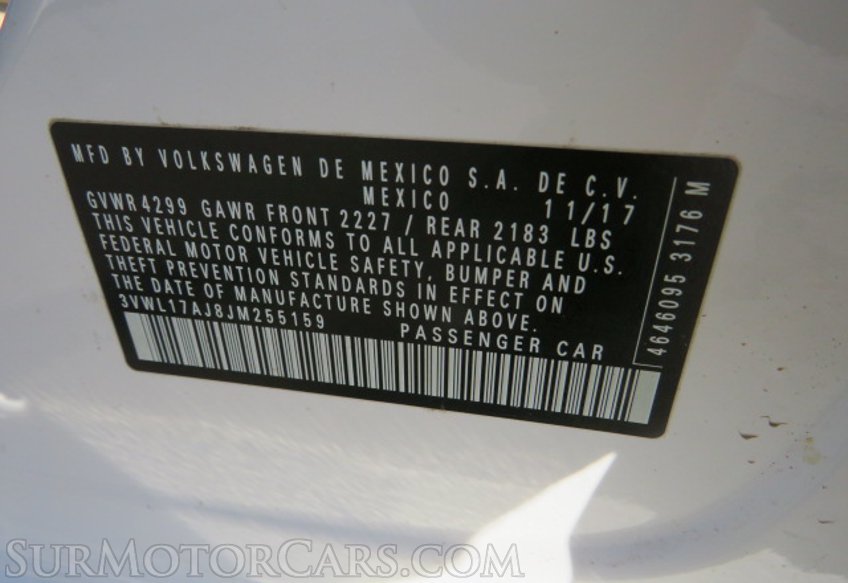 MFD BY VOLKSWAGEN DE MEXICO S.A. DE C.V.
MEXICO 11/17
GVWR 4299 GAWR FRONT 2227 / REAR 2183 LBS
THIS VEHICLE CONFORMS TO ALL APPLICABLE U.S.
FEDERAL MOTOR VEHICLE SAFETY, BUMPER AND
THEFT PREVENTION STANDARDS IN EFFECT ON
THE DATE OF MANUFACTURE SHOWN ABOVE.
3VWL17AJ8JM255159 PASSENGER CAR
4646095 3176 M
SURMOTORCARS.COM